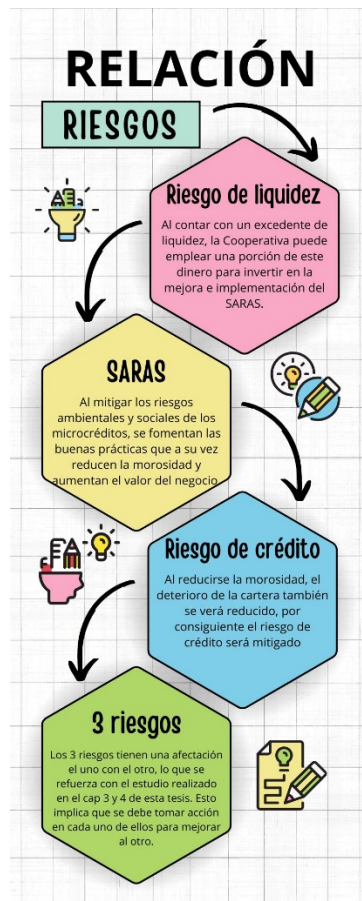 RELACIÓN
RIESGOS
Riesgo de liquidez
Al contar con un excedente de
liquidez, la Cooperativa puede
emplear una porción de este
dinero para invertir en la
mejora e implementación del
SARAS.
SARAS
Al mitigar los riesgos
ambientales y sociales de los
microcréditos, se fomentan las
buenas prácticas que a su vez
reducen la morosidad y
aumentan el valor del negocio
Riesgo de crédito
Al reducirse la morosidad, el
deterioro de la cartera también
se verá reducido, por
consiguiente el riesgo de
crédito será mitigado
3 riesgos
Los 3 riesgos tienen una afectación
el uno con el otro, lo que se
refuerza con el estudio realizado
en el cap 3 y 4 de esta tesis. Esto
implica que se debe tomar acción
en cada uno de ellos para mejorar
al otro.